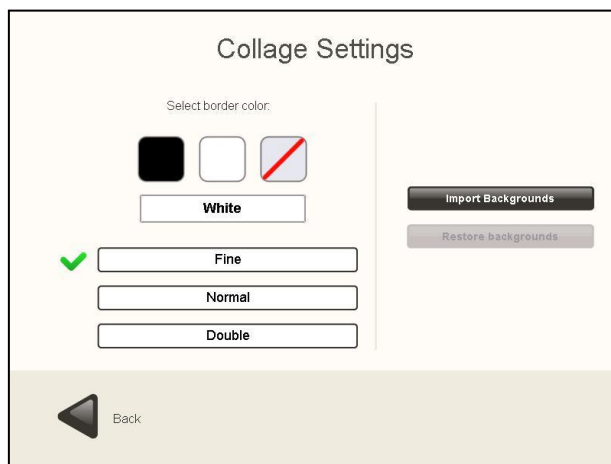 Collage Settings
Select border color:
White
Fine
Normal
Double
Import Backgrounds
Restore backgrounds
Back